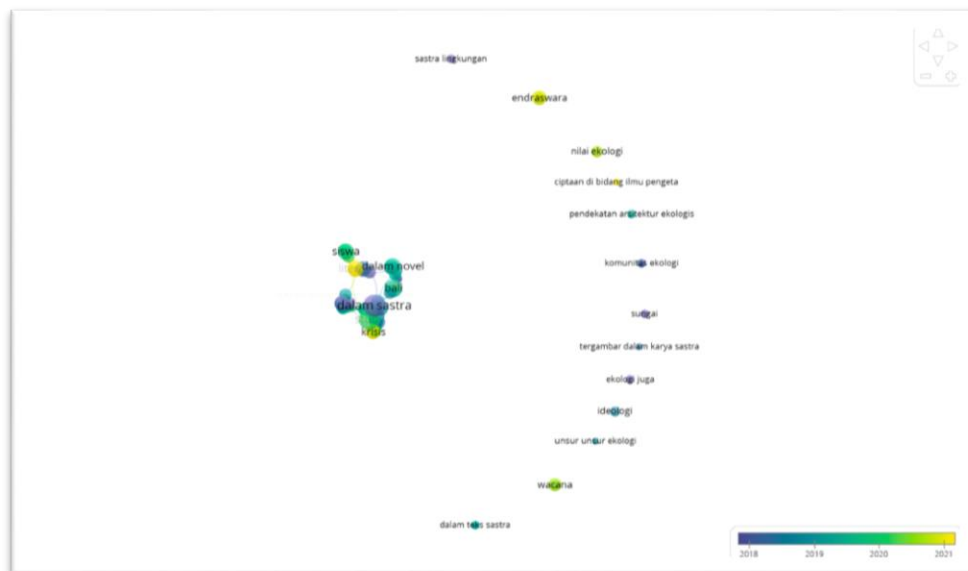 sastra lingkungan
endraswara
nilai ekologi
ciptaan di bidang ilmu pengeta
pendekatan arsitektur ekologis
siswa
dalam novel
komunitas ekologi
bali
dalam sastra
sungai
krisis
tergambar dalam karya sastra
ekologi juga
ideologi
unsur unsur ekologi
wacana
dalam teks sastra
2018 2019 2020 2021